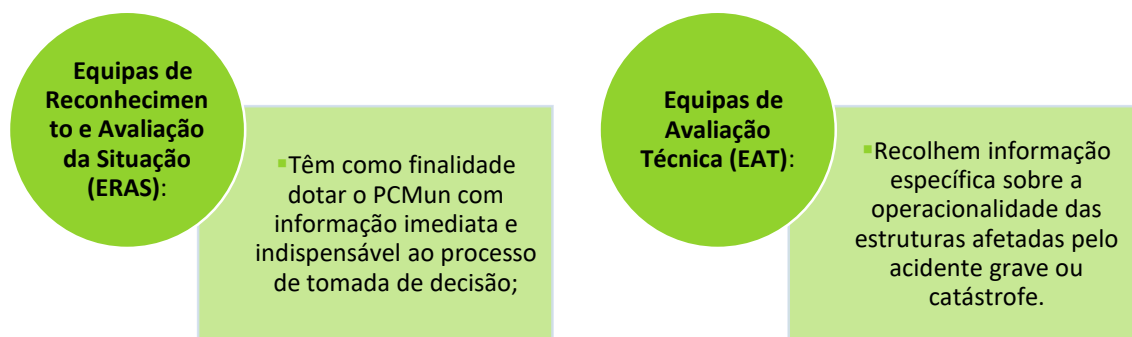 Equipas de
Reconhecimen
to e Avaliação
da Situação
(ERAS):
▪Têm como finalidade
dotar o PCMun com
informação imediata e
indispensável ao processo
de tomada de decisão;
Equipas de
Avaliação
Técnica (EAT):
▪Recolhem informação
específica sobre a
operacionalidade das
estruturas afetadas pelo
acidente grave ou
catástrofe.